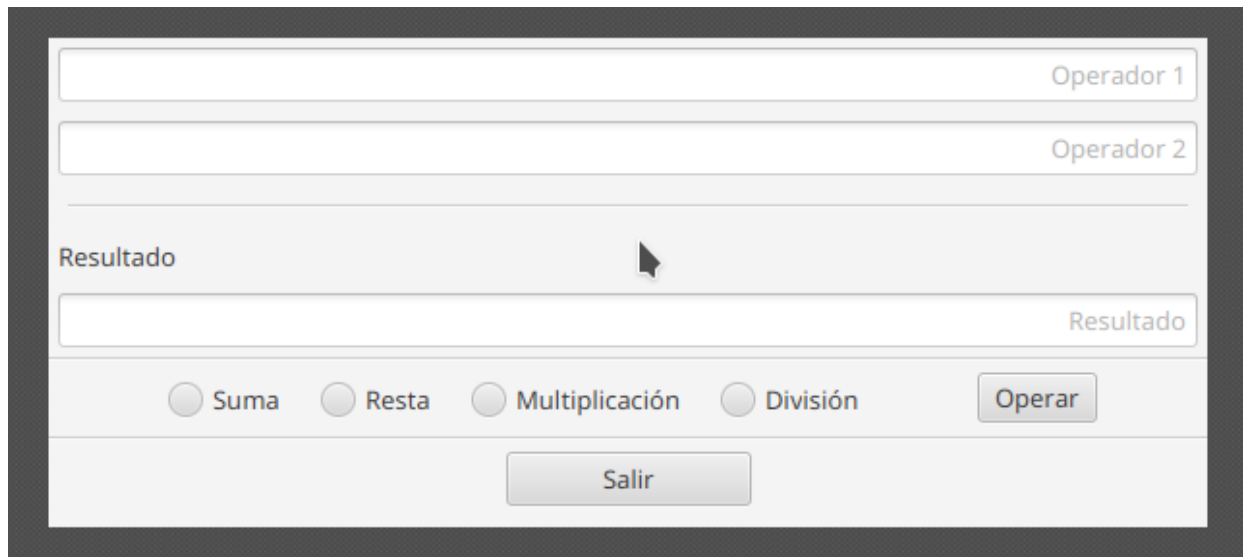 Operador 1
Operador 2
Resultado
Resultado
Suma Resta Multiplicación División Operar
Salir